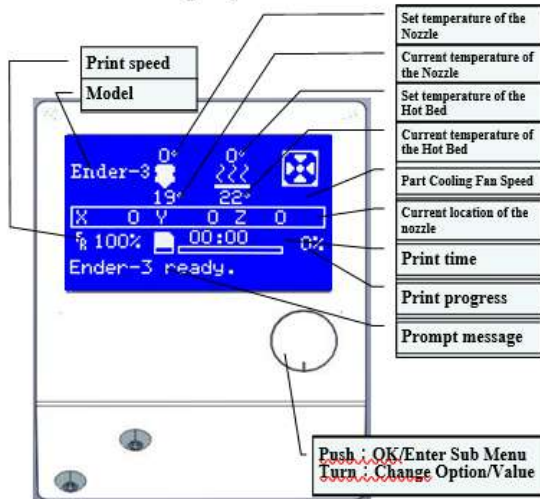 Print speed
Model
Set temperature of the
Nozzle
Current temperature of
the Nozzle
Set temperature of the
Hot Bed
Current temperature of
the Hot Bed
Part Cooling Fan Speed
Current location of the
nozzle
Print time
Print progress
Prompt message
0° 0°
Ender-3
19° 22°
X 0 Y 0 Z 0
FR 100% 00:00 0%
Ender-3 ready.
Push：OK/Enter Sub Menu
Turn：Change Option/Value